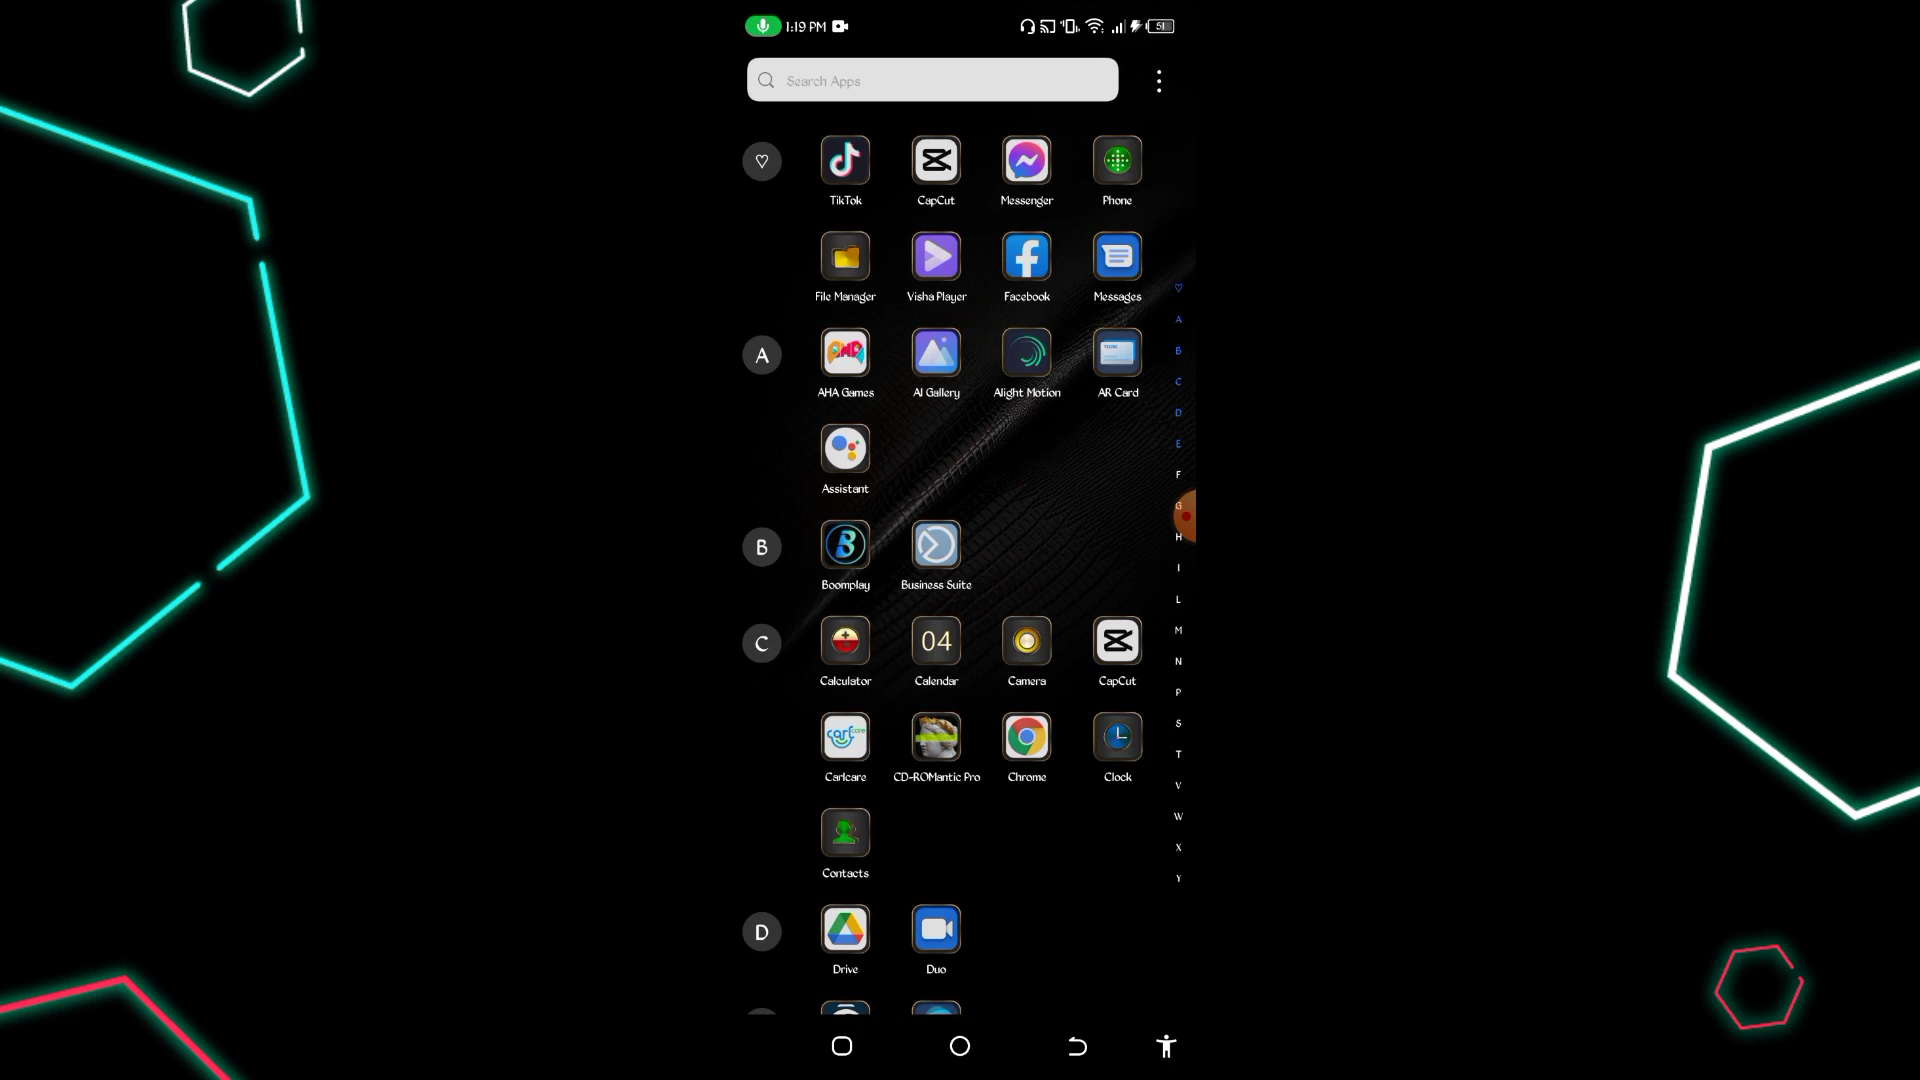 1:19 PM 51
Search Apps
TikTok CapCut Messenger Phone
File Manager Visha Player Facebook Messages
A
AHA Games AI Gallery Alight Motion AR Card
Assistant
B
Boomplay Business Suite
C
04
Calculator Calendar Camera CapCut
carlcare
Carlcare CD-ROMantic Pro Chrome Clock
Contacts
D
Drive Duo
A
B
C
D
E
F
G
H
I
L
M
N
P
S
T
V
W
X
Y